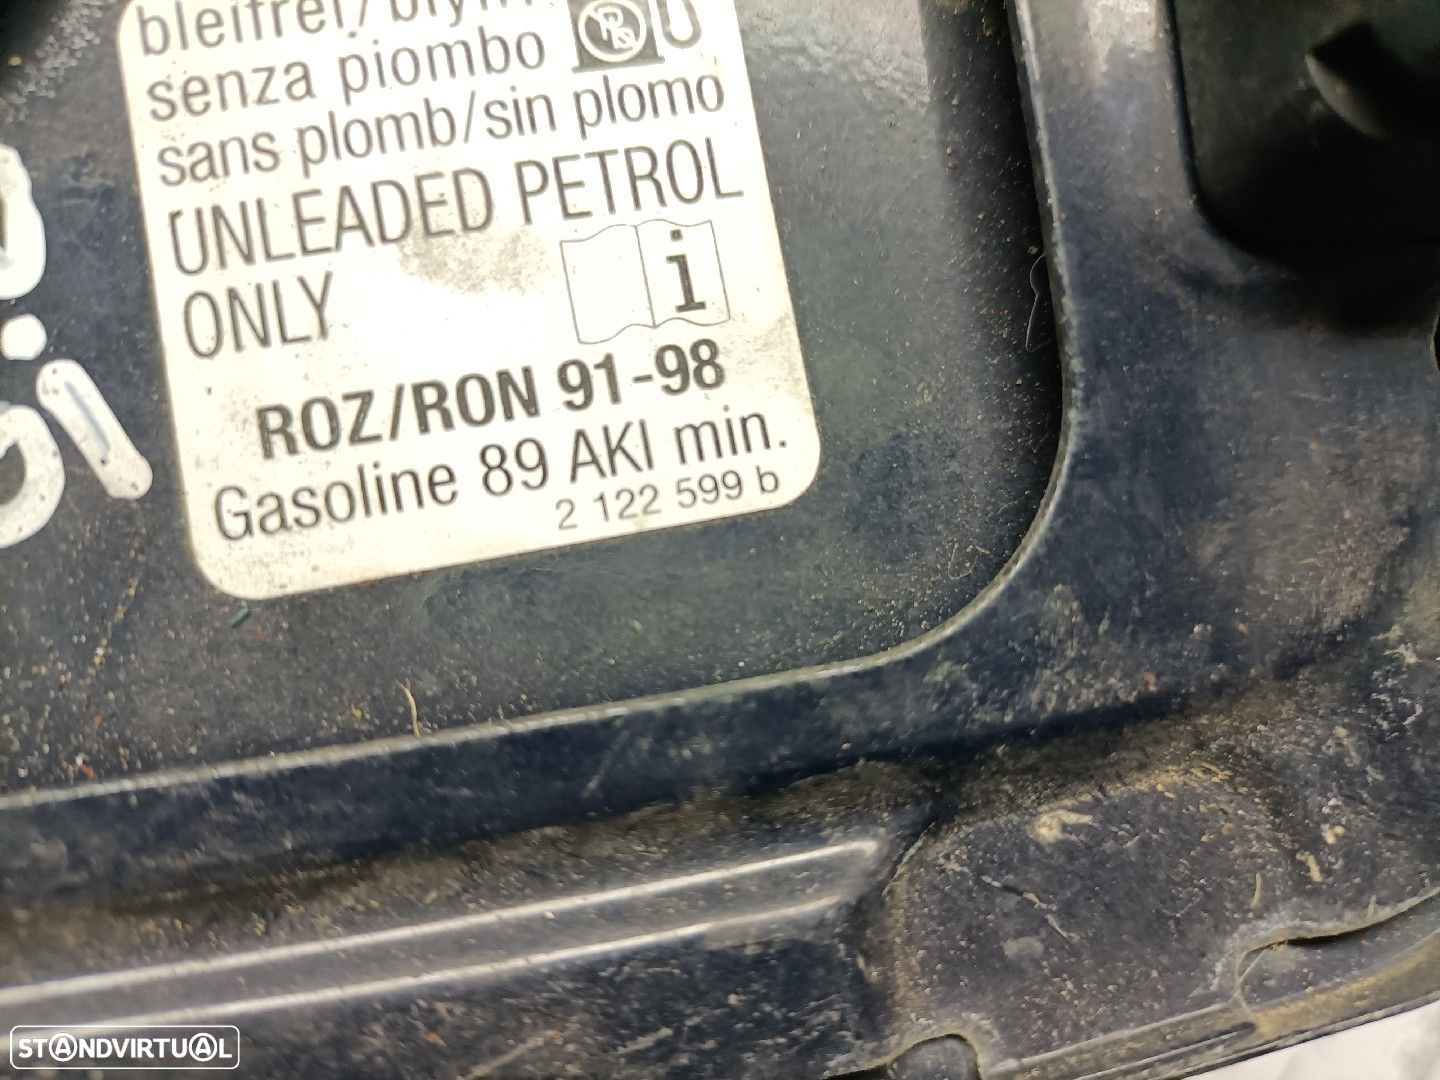 bleifrei/
senza piombo
sans plomb/sin plomo
UNLEADED PETROL
ONLY
i
ROZ/RON 91-98
Gasoline 89 AKI min.
2 122 599 b
STANDVIRTUAL